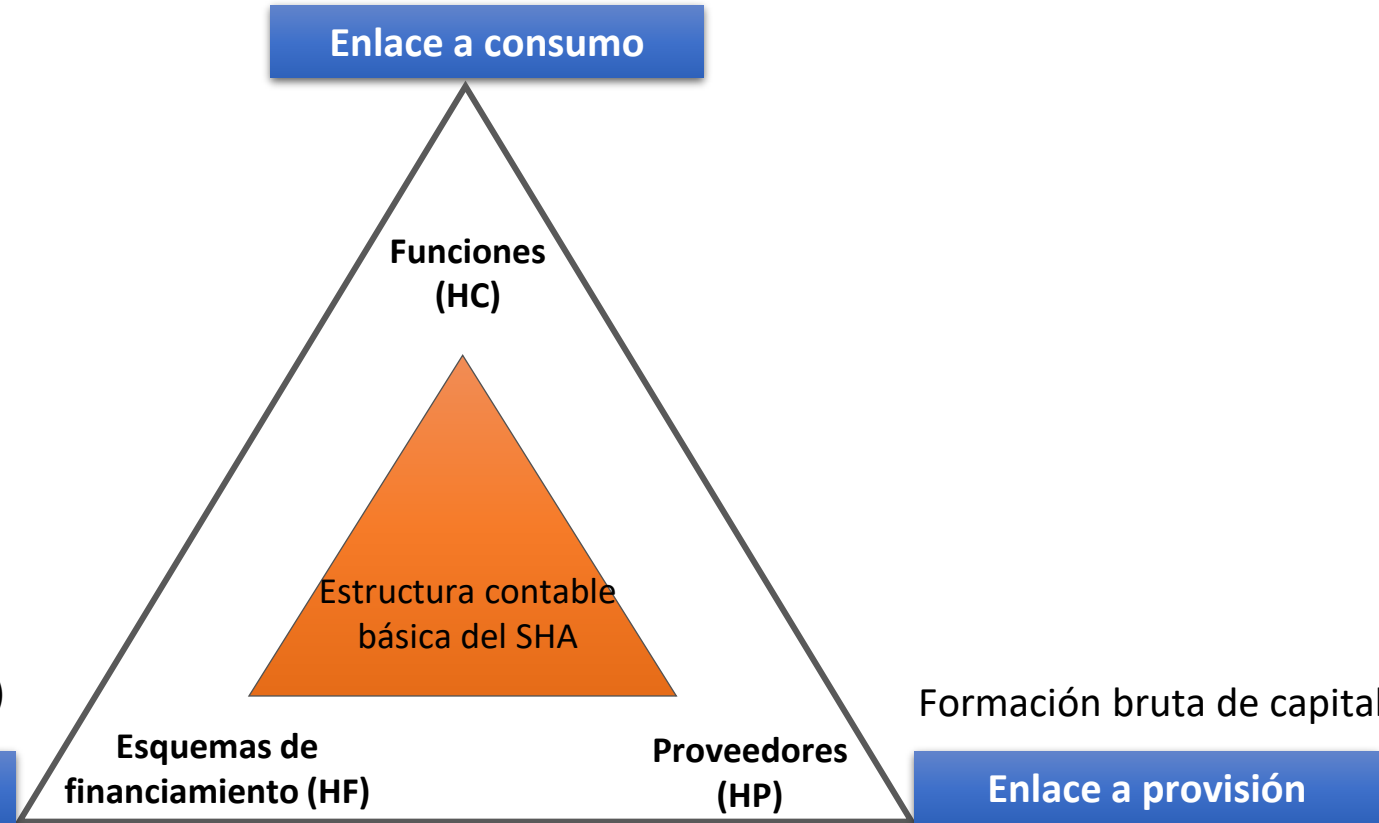 Enlace a consumo
Funciones
(HC)
Estructura contable
básica del SHA
)
Formación bruta de capital
Esquemas de
financiamiento (HF)
Proveedores
(HP)
Enlace a provisión